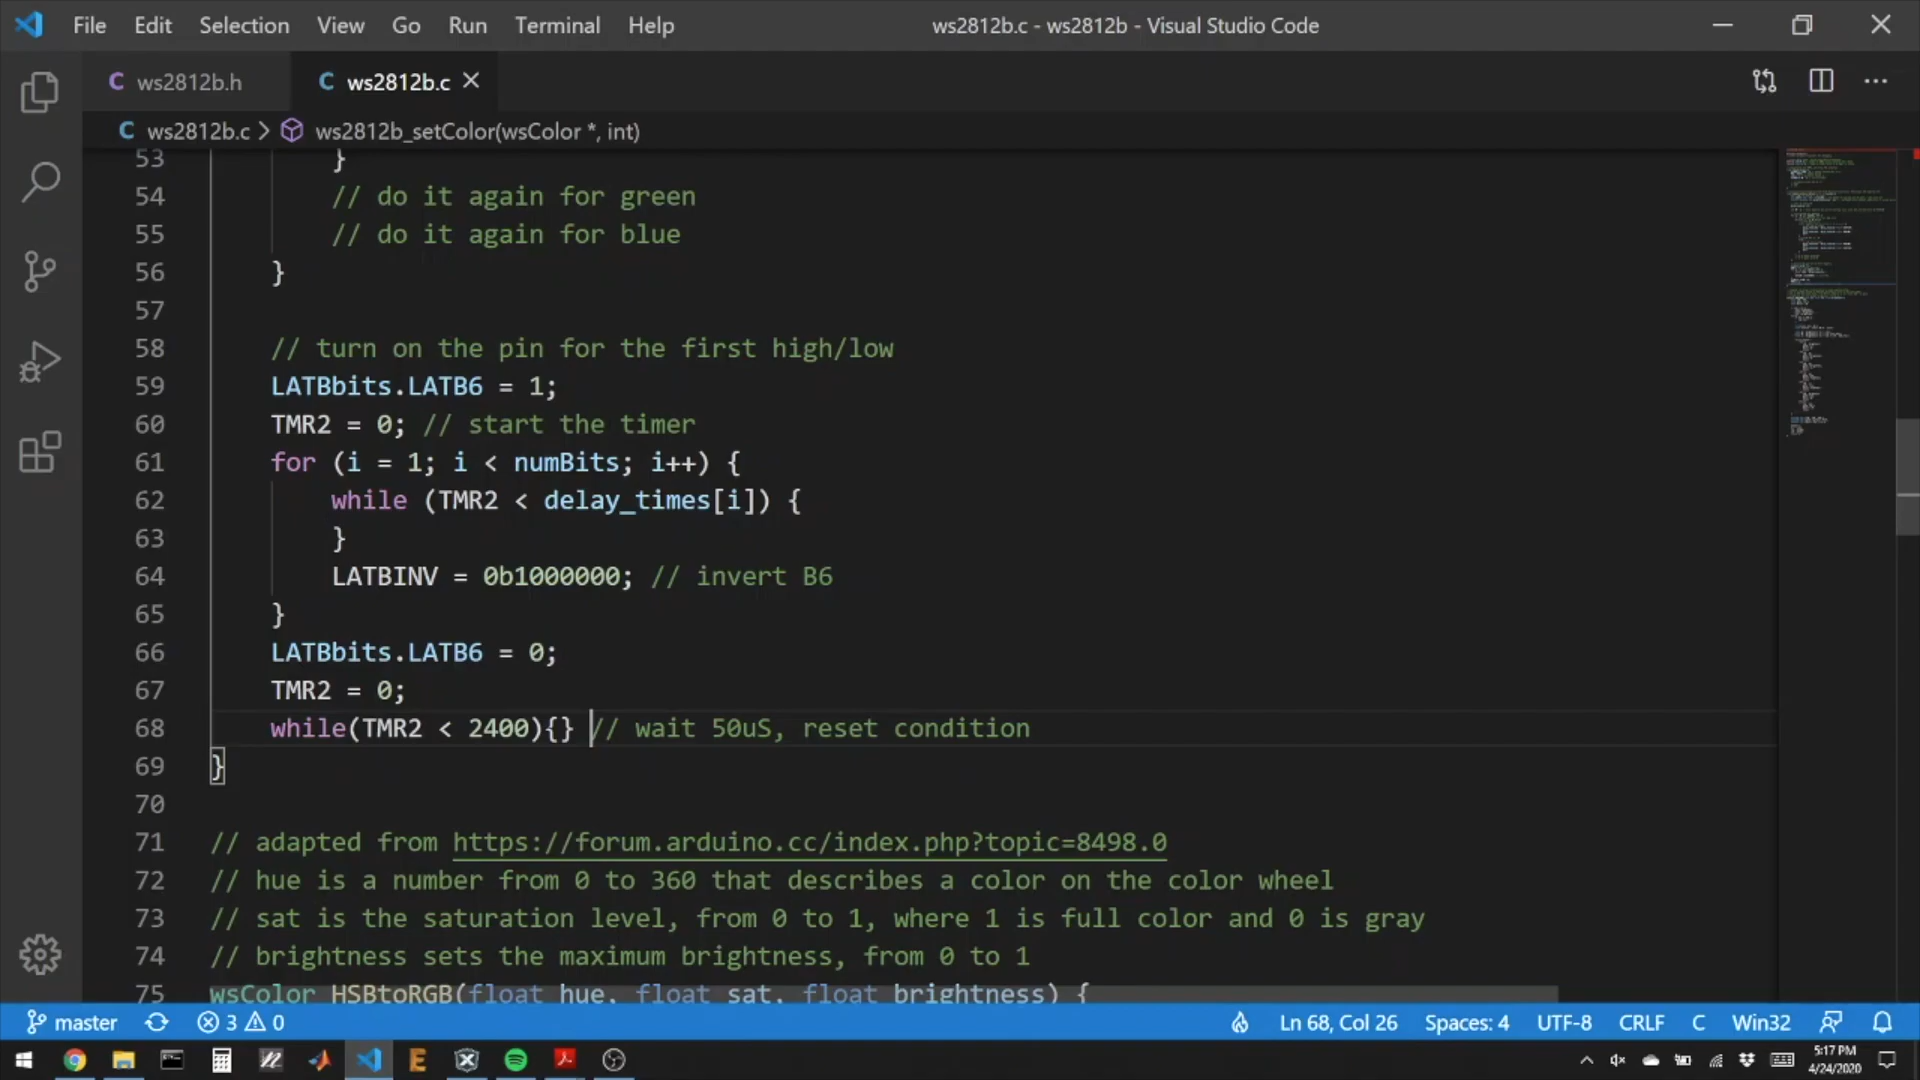 File Edit Selection View Go Run Terminal Help
ws2812b.c - ws2812b - Visual Studio Code
C ws2812b.h
C ws2812b.c
C ws2812b.c > ws2812b_setColor(wsColor *, int)
53 }
54 // do it again for green
55 // do it again for blue
56 }
57
58 // turn on the pin for the first high/low
59 LATBbits.LATB6 = 1;
60 TMR2 = 0; // start the timer
61 for (i = 1; i < numBits; i++) {
62 while (TMR2 < delay_times[i]) {
63 }
64 LATBINV = 0b1000000; // invert B6
65 }
66 LATBbits.LATB6 = 0;
67 TMR2 = 0;
68 while(TMR2 < 2400){} // wait 50uS, reset condition
69 }
70
71 // adapted from https://forum.arduino.cc/index.php?topic=8498.0
72 // hue is a number from 0 to 360 that describes a color on the color wheel
73 // sat is the saturation level, from 0 to 1, where 1 is full color and 0 is gray
74 // brightness sets the maximum brightness, from 0 to 1
75 wsColor HSBtoRGB(float hue, float sat, float brightness) {
master 3 0 Ln 68, Col 26 Spaces: 4 UTF-8 CRLF C Win32
5:17 PM
4/24/2020